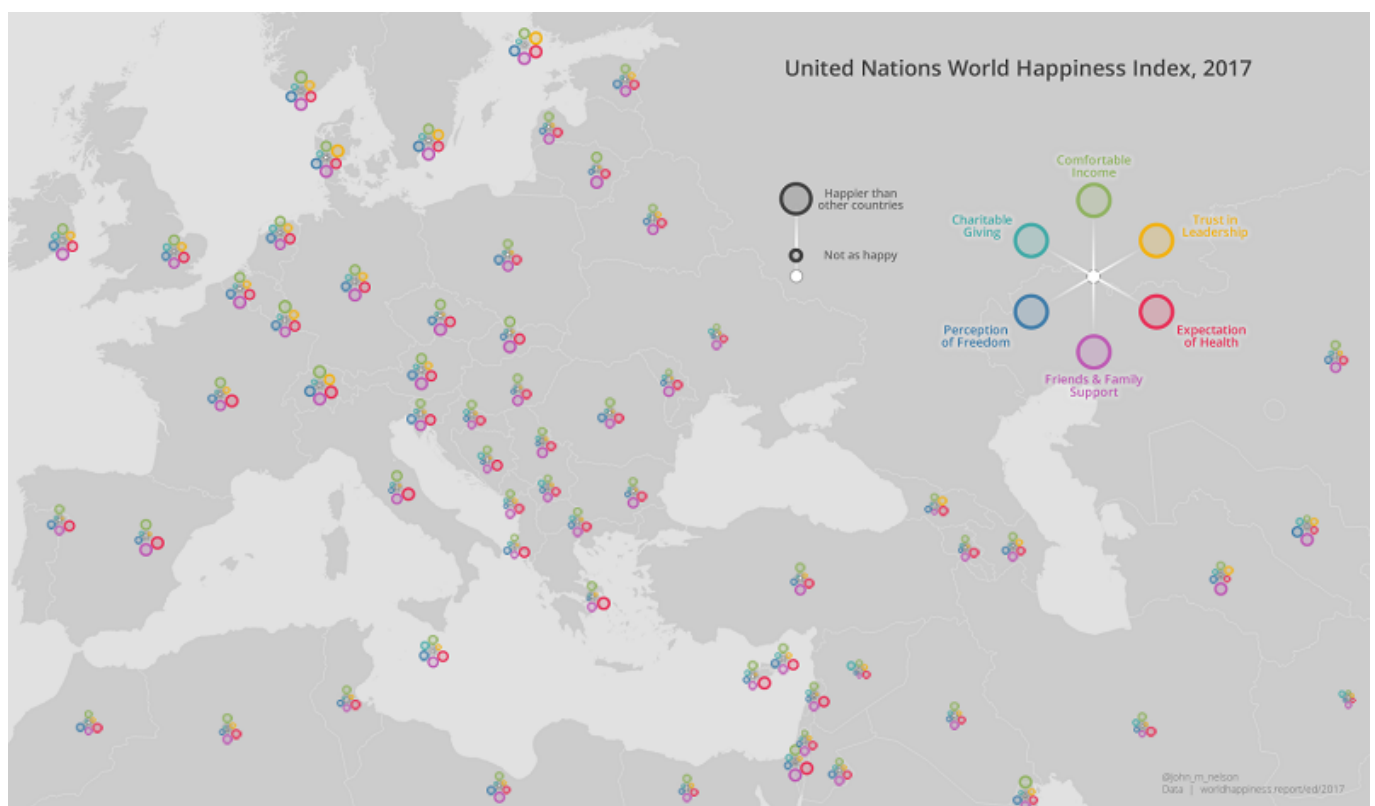 United Nations World Happiness Index, 2017
Comfortable
Income
Happier than
other countries
Charitable
Giving
Trust in
Leadership
Not as happy
Perception
of Freedom
Expectation
of Health
Friends & Family
Support
@john_m_nelson
Data | worldhappiness.report/ed/2017